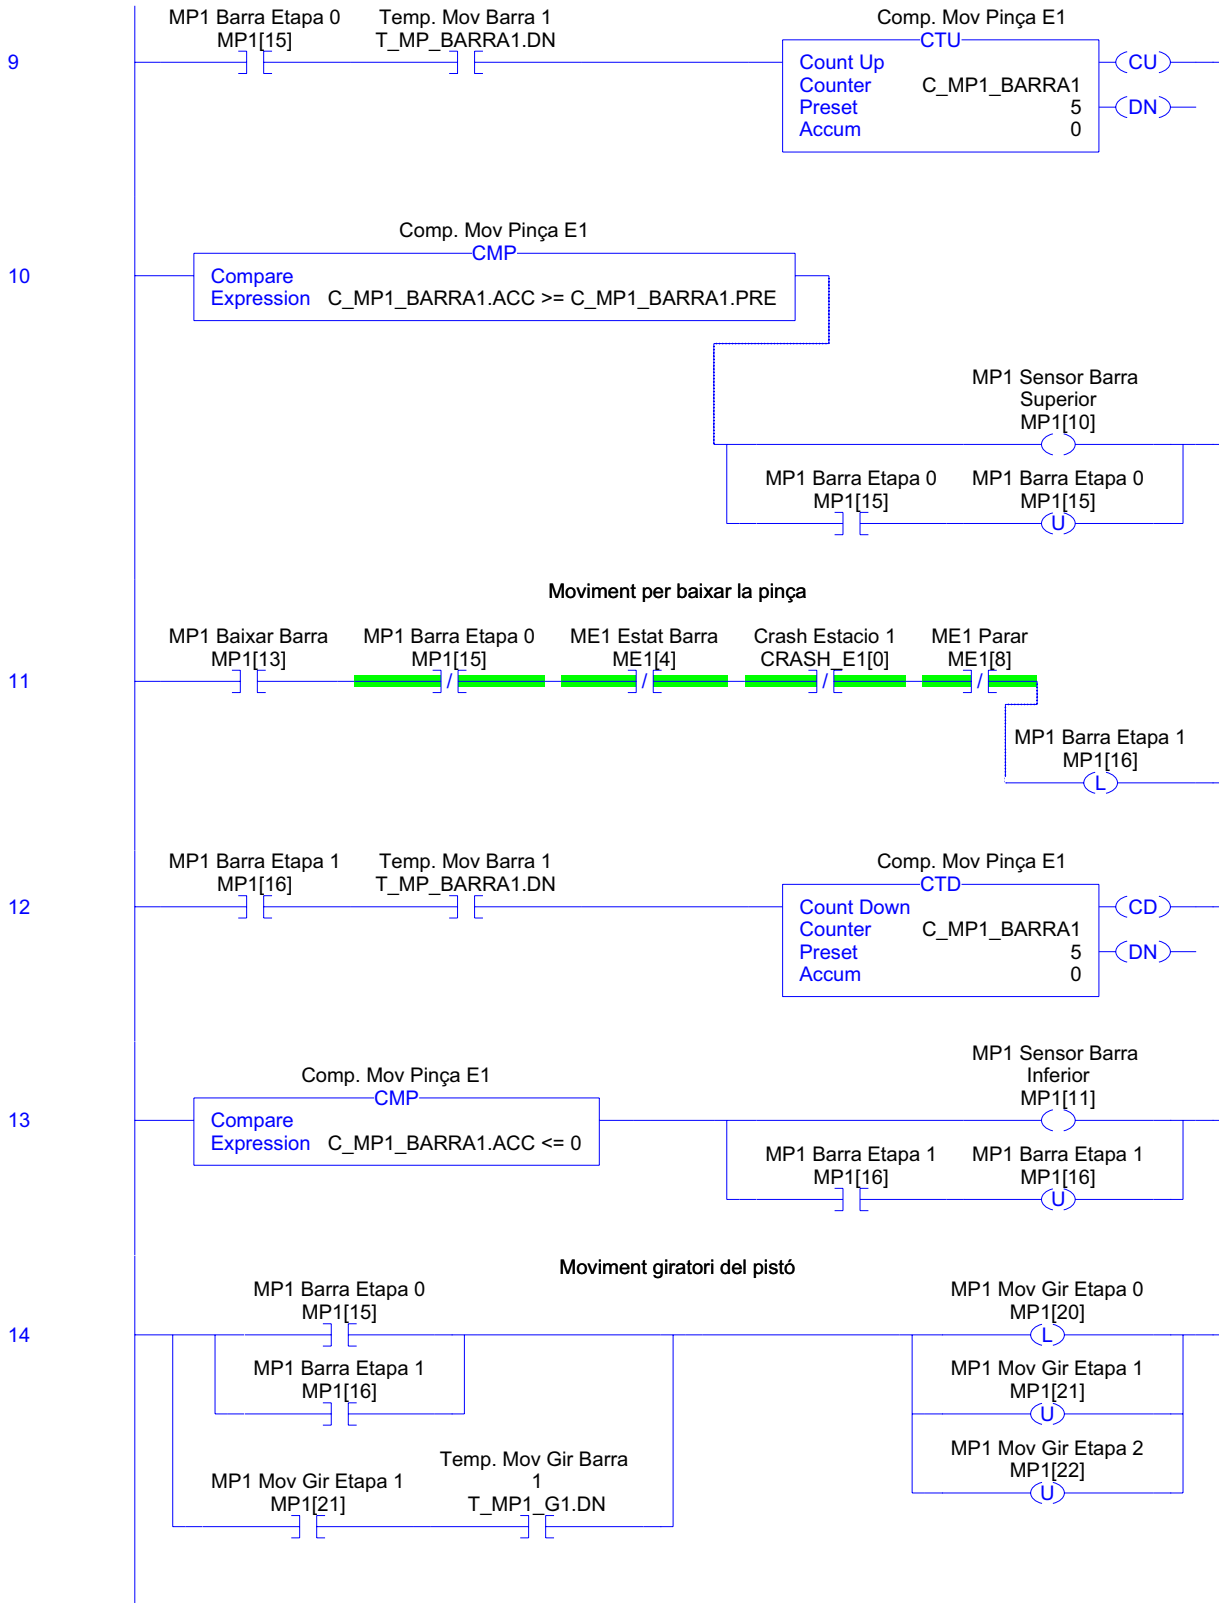 MP1 Barra Etapa 0
MP1[15]
Temp. Mov Barra 1
T_MP_BARRA1.DN
Comp. Mov Pinça E1
CTU
9
Count Up
Counter C_MP1_BARRA1
Preset 5
Accum 0
CU
DN
Comp. Mov Pinça E1
CMP
10
Compare
Expression C_MP1_BARRA1.ACC >= C_MP1_BARRA1.PRE
MP1 Sensor Barra
Superior
MP1[10]
MP1 Barra Etapa 0
MP1[15]
MP1 Barra Etapa 0
MP1[15]
U
Moviment per baixar la pinça
11
MP1 Baixar Barra
MP1[13]
MP1 Barra Etapa 0
MP1[15]
ME1 Estat Barra
ME1[4]
Crash Estacio 1
CRASH_E1[0]
ME1 Parar
ME1[8]
MP1 Barra Etapa 1
MP1[16]
L
MP1 Barra Etapa 1
MP1[16]
Temp. Mov Barra 1
T_MP_BARRA1.DN
Comp. Mov Pinça E1
CTD
12
Count Down
Counter C_MP1_BARRA1
Preset 5
Accum 0
CD
DN
Comp. Mov Pinça E1
CMP
13
Compare
Expression C_MP1_BARRA1.ACC <= 0
MP1 Sensor Barra
Inferior
MP1[11]
MP1 Barra Etapa 1
MP1[16]
MP1 Barra Etapa 1
MP1[16]
U
Moviment giratori del pistó
14
MP1 Barra Etapa 0
MP1[15]
MP1 Barra Etapa 1
MP1[16]
MP1 Mov Gir Etapa 1
MP1[21]
Temp. Mov Gir Barra
1
T_MP1_G1.DN
MP1 Mov Gir Etapa 0
MP1[20]
L
MP1 Mov Gir Etapa 1
MP1[21]
U
MP1 Mov Gir Etapa 2
MP1[22]
U